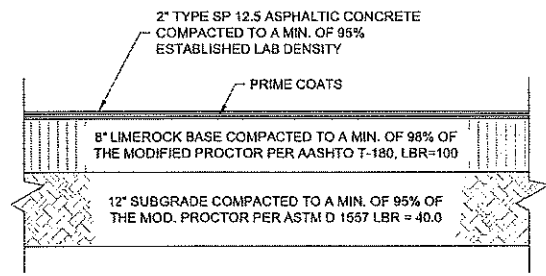 2" TYPE SP 12.5 ASPHALTIC CONCRETE
COMPACTED TO A MIN. OF 95%
ESTABLISHED LAB DENSITY
PRIME COATS
8" LIMEROCK BASE COMPACTED TO A MIN. OF 98% OF
THE MODIFIED PROCTOR PER AASHTO T-180, LBR=100
12" SUBGRADE COMPACTED TO A MIN. OF 95% OF
THE MOD. PROCTOR PER ASTM D 1557 LBR = 40.0